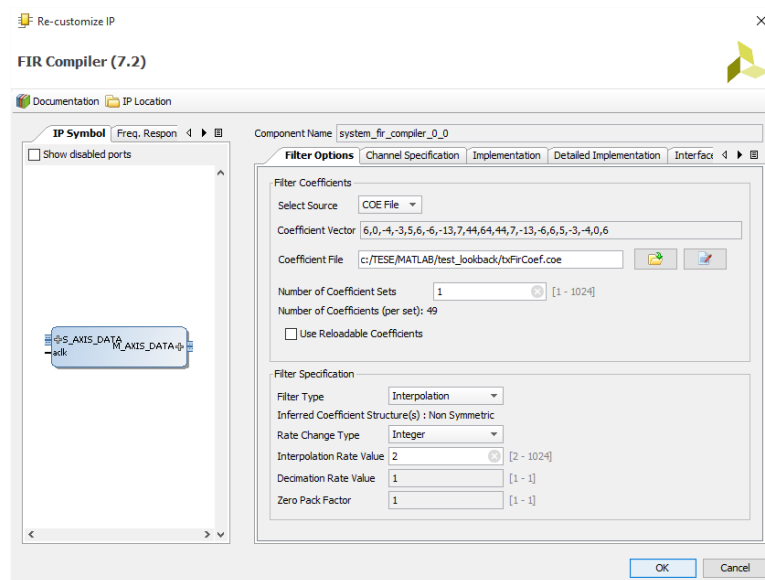 Re-customize IP
FIR Compiler (7.2)
Documentation IP Location
IP Symbol Freq. Respon
Show disabled ports
S_AXIS_DATA
M_AXIS_DATA
aclk
Component Name system_fir_compiler_0_0
Filter Options Channel Specification Implementation Detailed Implementation Interface
Filter Coefficients
Select Source COE File
Coefficient Vector 6,0,-4,-3,5,6,-6,-13,7,44,64,44,7,-13,-6,6,5,-3,-4,0,6
Coefficient File c:/TESE/MATLAB/test_lookback/txFirCoef.coe
Number of Coefficient Sets 1 [1 - 1024]
Number of Coefficients (per set): 49
Use Reloadable Coefficients
Filter Specification
Filter Type Interpolation
Inferred Coefficient Structure(s) : Non Symmetric
Rate Change Type Integer
Interpolation Rate Value 2 [2 - 1024]
Decimation Rate Value 1 [1 - 1]
Zero Pack Factor 1 [1 - 1]
OK Cancel